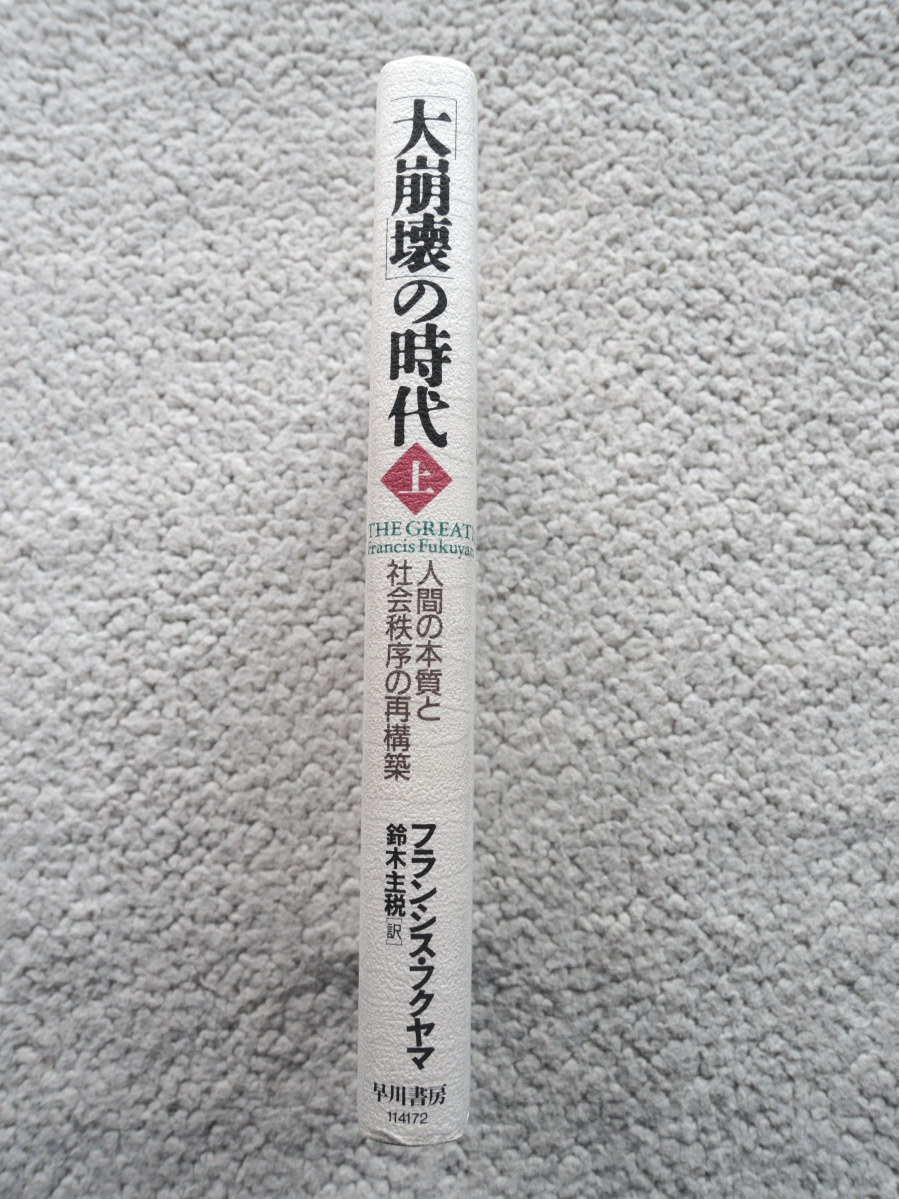 「大崩壊」の時代
上
THE GREAT
Francis Fukuyam
人間の本質と
社会秩序の再構築
フランシス・フクヤマ
鈴木主税[訳]
早川書房
114172